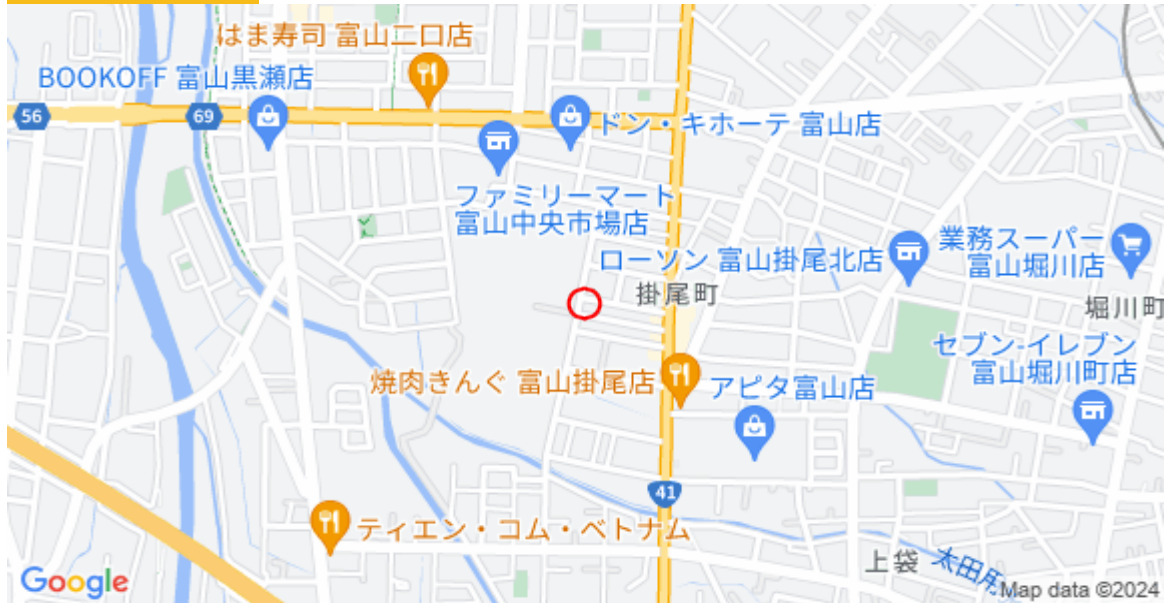 はま寿司 富山二口店
BOOKOFF 富山黒瀬店
56
69
ドン・キホーテ 富山店
ファミリーマート
富山中央市場店
ローソン 富山掛尾北店
業務スーパー
富山堀川店
掛尾町
堀川町
セブン-イレブン
富山堀川町店
焼肉きんぐ 富山掛尾店
アピタ富山店
41
ティエン・コム・ベトナム
上袋
太田用
Google
Map data ©2024